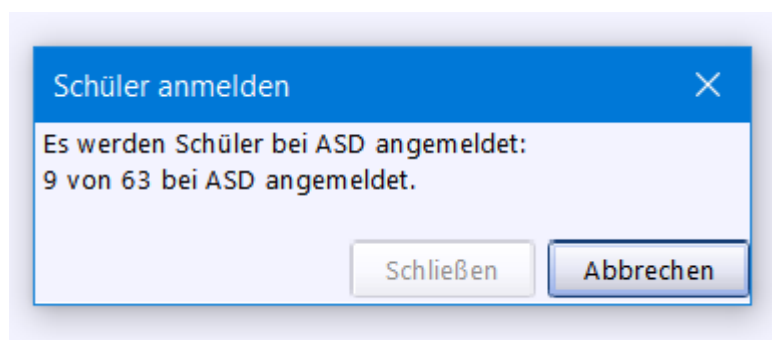 Schüler anmelden
Es werden Schüler bei ASD angemeldet:
9 von 63 bei ASD angemeldet.
Schließen Abbrechen